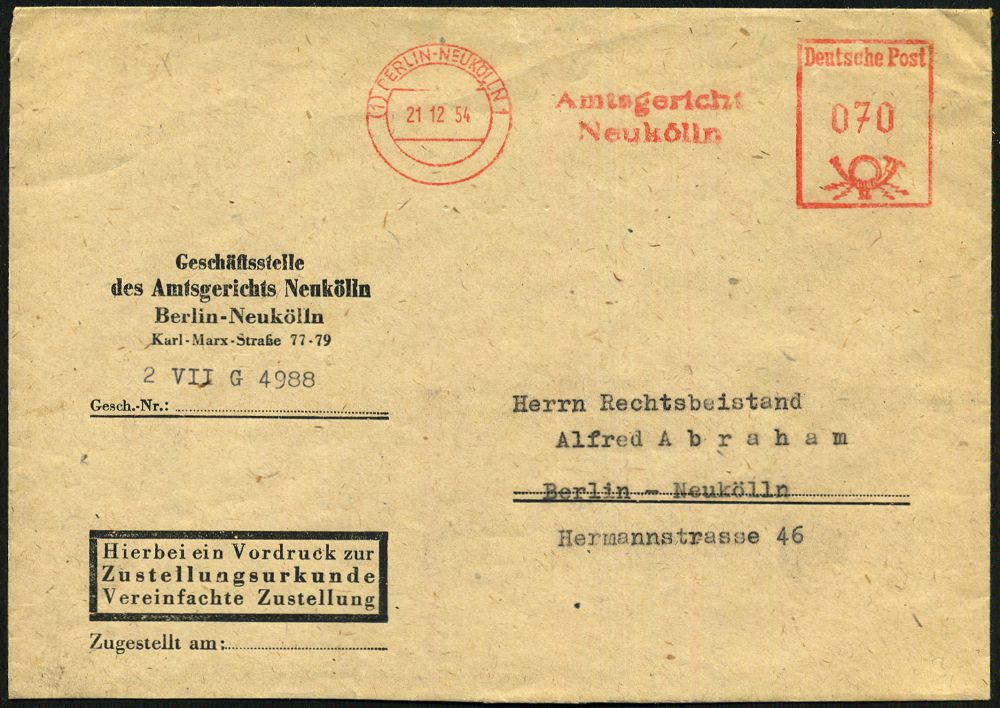 (1) BERLIN-NEUKÖLLN 1
21 12 54
Amtsgericht
Neukölln
Deutsche Post
070
Geschäftsstelle
des Amtsgerichts Neukölln
Berlin-Neukölln
Karl-Marx-Straße 77-79
2 VII G 4988
Gesch.-Nr.:
Herrn Rechtsbeistand
Alfred A b r a h a m
Berlin - Neukölln
Hermannstrasse 46
Hierbei ein Vordruck zur
Zustellungsurkunde
Vereinfachte Zustellung
Zugestellt am: